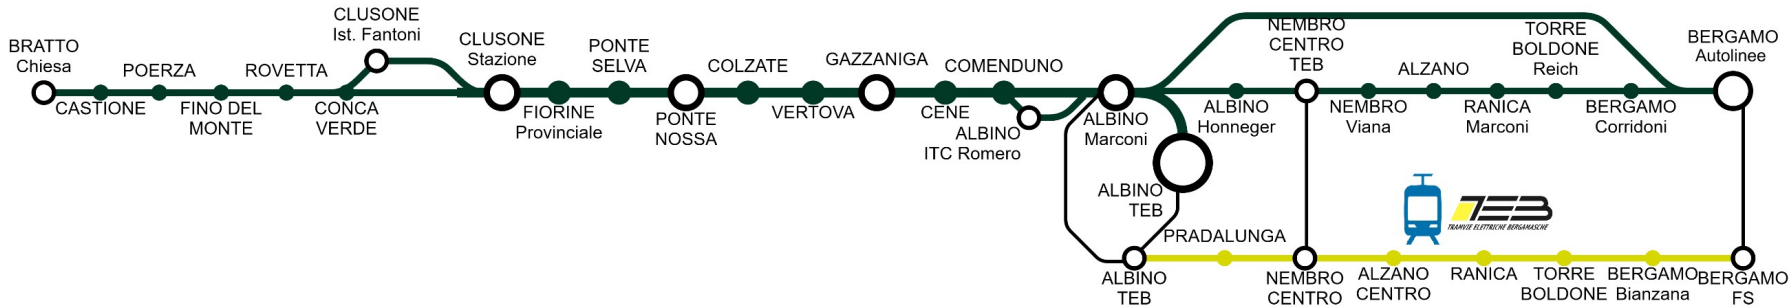 BRATTO
Chiesa
CASTIONE
POERZA
FINO DEL
MONTE
ROVETTA
CONCA
VERDE
CLUSONE
Ist. Fantoni
CLUSONE
Stazione
FIORINE
Provinciale
PONTE
SELVA
PONTE
NOSSA
COLZATE
VERTOVA
GAZZANIGA
CENE
COMENDUNO
ALBINO
ITC Romero
ALBINO
Marconi
ALBINO
TEB
ALBINO
Honneger
NEMBRO
CENTRO
TEB
NEMBRO
Viana
ALZANO
RANICA
Marconi
TORRE
BOLDONE
Reich
BERGAMO
Corridoni
BERGAMO
Autolinee
TEB
TRAMVIE ELETTRICHE BERGAMASCHE
ALBINO
TEB
PRADALUNGA
NEMBRO
CENTRO
ALZANO
CENTRO
RANICA
TORRE
BOLDONE
BERGAMO
Bianzana
BERGAMO
FS